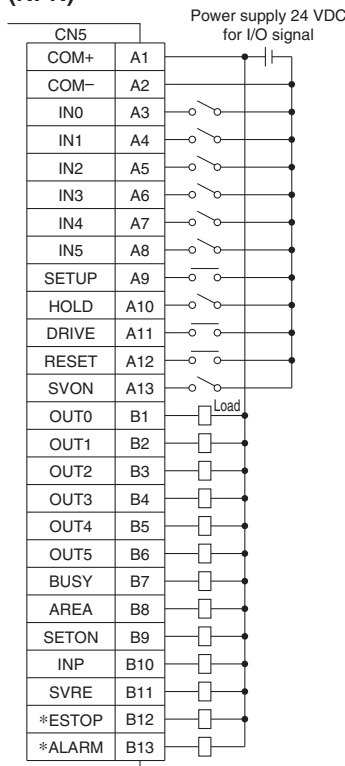 Power supply 24 VDC
for I/O signal
CN5
COM+ A1
COM− A2
IN0 A3
IN1 A4
IN2 A5
IN3 A6
IN4 A7
IN5 A8
SETUP A9
HOLD A10
DRIVE A11
RESET A12
SVON A13
OUT0 B1 Load
OUT1 B2
OUT2 B3
OUT3 B4
OUT4 B5
OUT5 B6
BUSY B7
AREA B8
SETON B9
INP B10
SVRE B11
*ESTOP B12
*ALARM B13